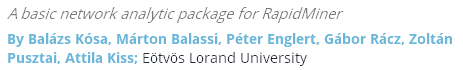 A basic network analytic package for RapidMiner
By Balázs Kósa, Márton Balassi, Péter Englert, Gábor Rácz, Zoltán
Pusztai, Attila Kiss; Eötvös Lorand University